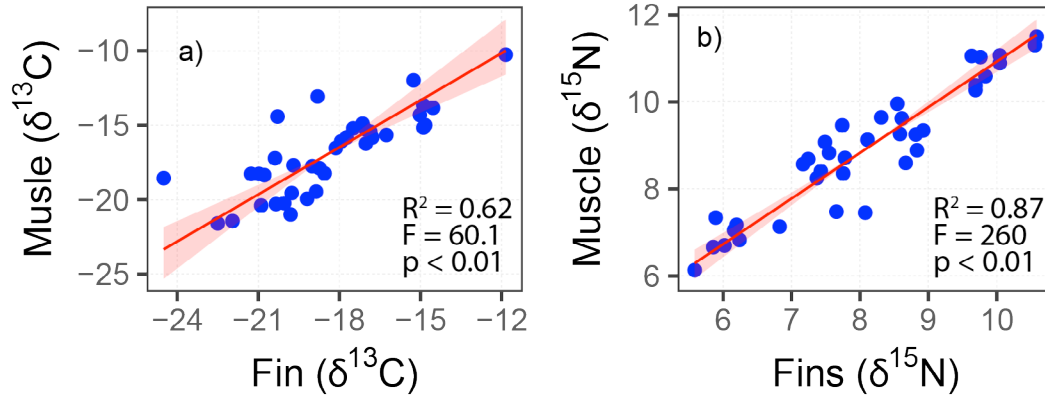 a)
Musle (δ¹³C)
−10
−15
−20
−25
R² = 0.62
F = 60.1
p < 0.01
−24 −21 −18 −15 −12
Fin (δ¹³C)
b)
Muscle (δ¹⁵N)
12
10
8
6
R² = 0.87
F = 260
p < 0.01
6 7 8 9 10
Fins (δ¹⁵N)